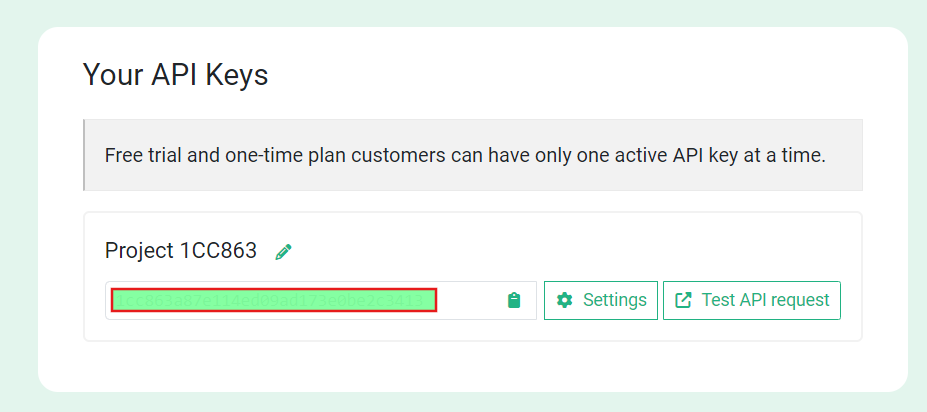 Your API Keys
Free trial and one-time plan customers can have only one active API key at a time.
Project 1CC863
Settings
Test API request